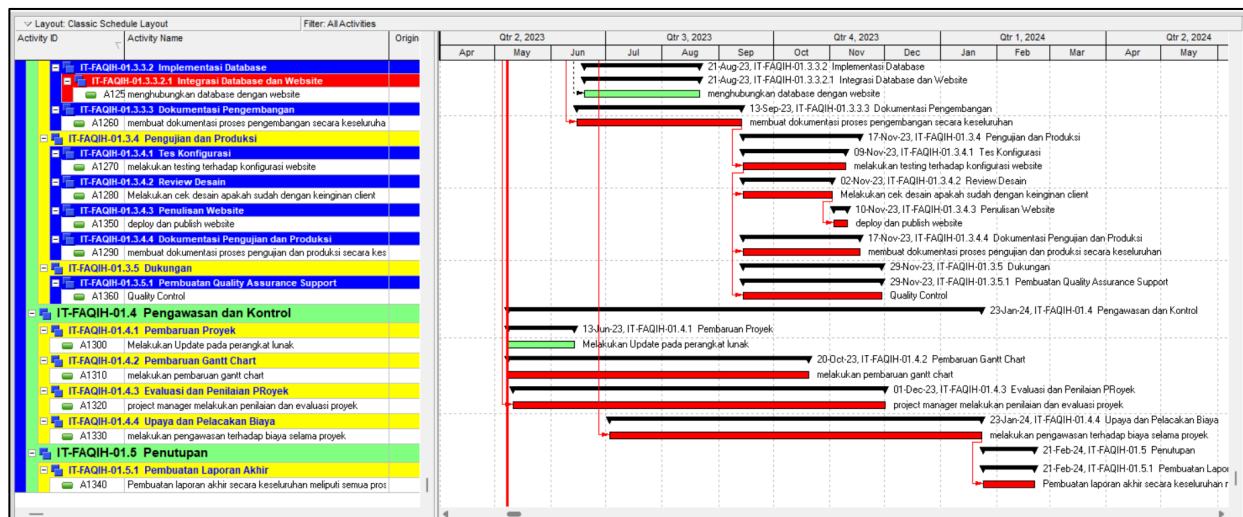 Layout: Classic Schedule Layout
Filter: All Activities
Activity ID Activity Name Origin
Qtr 2, 2023 Qtr 3, 2023 Qtr 4, 2023 Qtr 1, 2024 Qtr 2, 2024
Apr May Jun Jul Aug Sep Oct Nov Dec Jan Feb Mar Apr May
IT-FAQIH-01.3.3.2 Implementasi Database
21-Aug-23, IT-FAQIH-01.3.3.2 Implementasi Database
IT-FAQIH-01.3.3.2.1 Integrasi Database dan Website
21-Aug-23, IT-FAQIH-01.3.3.2.1 Integrasi Database dan Website
A125 menghubungkan database dengan website
menghubungkan database dengan website
IT-FAQIH-01.3.3.3 Dokumentasi Pengembangan
13-Sep-23, IT-FAQIH-01.3.3.3 Dokumentasi Pengembangan
A1260 membuat dokumentasi proses pengembangan secara keseluruha
membuat dokumentasi proses pengembangan secara keseluruhan
IT-FAQIH-01.3.4 Pengujian dan Produksi
17-Nov-23, IT-FAQIH-01.3.4 Pengujian dan Produksi
IT-FAQIH-01.3.4.1 Tes Konfigurasi
09-Nov-23, IT-FAQIH-01.3.4.1 Tes Konfigurasi
A1270 melakukan testing terhadap konfigurasi website
melakukan testing terhadap konfigurasi website
IT-FAQIH-01.3.4.2 Review Desain
02-Nov-23, IT-FAQIH-01.3.4.2 Review Desain
A1280 Melakukan cek desain apakah sudah dengan keinginan client
Melakukan cek desain apakah sudah dengan keinginan client
IT-FAQIH-01.3.4.3 Penulisan Website
10-Nov-23, IT-FAQIH-01.3.4.3 Penulisan Website
A1350 deploy dan publish website
deploy dan publish website
IT-FAQIH-01.3.4.4 Dokumentasi Pengujian dan Produksi
17-Nov-23, IT-FAQIH-01.3.4.4 Dokumentasi Pengujian dan Produksi
A1290 membuat dokumentasi proses pengujian dan produksi secara kes
membuat dokumentasi proses pengujian dan produksi secara keseluruhan
IT-FAQIH-01.3.5 Dukungan
29-Nov-23, IT-FAQIH-01.3.5 Dukungan
IT-FAQIH-01.3.5.1 Pembuatan Quality Assurance Support
29-Nov-23, IT-FAQIH-01.3.5.1 Pembuatan Quality Assurance Support
A1360 Quality Control
Quality Control
IT-FAQIH-01.4 Pengawasan dan Kontrol
23-Jan-24, IT-FAQIH-01.4 Pengawasan dan Kontrol
IT-FAQIH-01.4.1 Pembaruan Proyek
13-Jun-23, IT-FAQIH-01.4.1 Pembaruan Proyek
A1300 Melakukan Update pada perangkat lunak
Melakukan Update pada perangkat lunak
IT-FAQIH-01.4.2 Pembaruan Gantt Chart
20-Oct-23, IT-FAQIH-01.4.2 Pembaruan Gantt Chart
A1310 melakukan pembaruan gantt chart
melakukan pembaruan gantt chart
IT-FAQIH-01.4.3 Evaluasi dan Penilaian PRoyek
01-Dec-23, IT-FAQIH-01.4.3 Evaluasi dan Penilaian PRoyek
A1320 project manager melakukan penilaian dan evaluasi proyek
project manager melakukan penilaian dan evaluasi proyek
IT-FAQIH-01.4.4 Upaya dan Pelacakan Biaya
23-Jan-24, IT-FAQIH-01.4.4 Upaya dan Pelacakan Biaya
A1330 melakukan pengawasan terhadap biaya selama proyek
melakukan pengawasan terhadap biaya selama proyek
IT-FAQIH-01.5 Penutupan
21-Feb-24, IT-FAQIH-01.5 Penutupan
IT-FAQIH-01.5.1 Pembuatan Laporan Akhir
21-Feb-24, IT-FAQIH-01.5.1 Pembuatan Lapor
A1340 Pembuatan laporan akhir secara keseluruhan meliputi semua pros
Pembuatan laporan akhir secara keseluruhan r